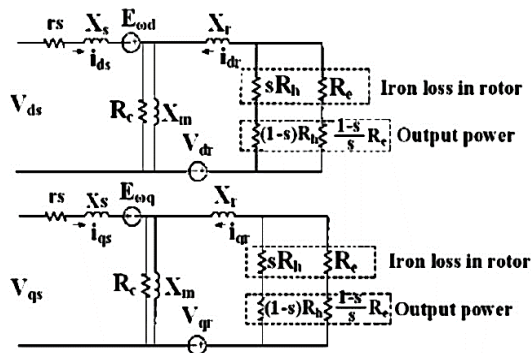 rs Xs Eωd Xr
ids idr
sRh Re Iron loss in rotor
Vds Rc Xm
Vdr (1-s)Rh 1-s/s Re Output power
rs Xs Eωq Xr
iqs iqr
sRh Re Iron loss in rotor
Vqs Rc Xm
Vqr (1-s)Rh 1-s/s Re Output power